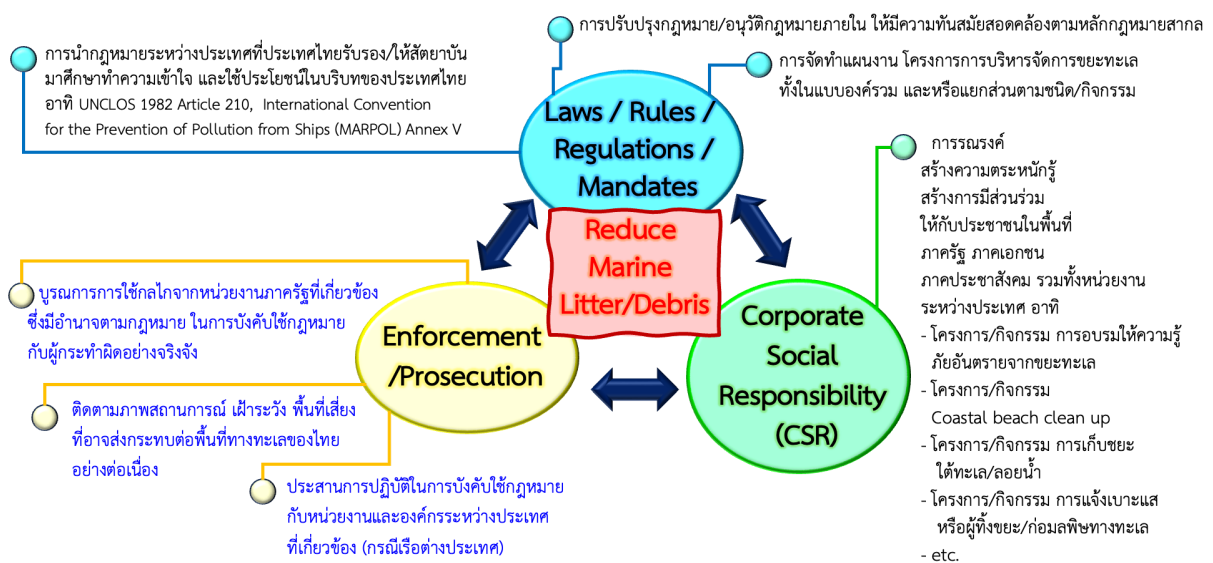 การปรับปรุงกฎหมาย/อนุวัติกฎหมายภายใน ให้มีความทันสมัยสอดคล้องตามหลักกฎหมายสากล
การนำกฎหมายระหว่างประเทศที่ประเทศไทยรับรอง/ให้สัตยาบัน
มาศึกษาทำความเข้าใจ และใช้ประโยชน์ในบริบทของประเทศไทย
อาทิ UNCLOS 1982 Article 210, International Convention
for the Prevention of Pollution from Ships (MARPOL) Annex V
การจัดทำแผนงาน โครงการการบริหารจัดการขยะทะเล
ทั้งในแบบองค์รวม และหรือแยกส่วนตามชนิด/กิจกรรม
Laws / Rules /
Regulations /
Mandates
Reduce
Marine
Litter/Debris
Enforcement
/Prosecution
Corporate
Social
Responsibility
(CSR)
บูรณการการใช้กลไกจากหน่วยงานภาครัฐที่เกี่ยวข้อง
ซึ่งมีอำนาจตามกฎหมาย ในการบังคับใช้กฎหมาย
กับผู้กระทำผิดอย่างจริงจัง
ติดตามภาพสถานการณ์ เฝ้าระวัง พื้นที่เสี่ยง
ที่อาจส่งกระทบต่อพื้นที่ทางทะเลของไทย
อย่างต่อเนื่อง
ประสานการปฏิบัติในการบังคับใช้กฎหมาย
กับหน่วยงานและองค์กรระหว่างประเทศ
ที่เกี่ยวข้อง (กรณีเรือต่างประเทศ)
การรณรงค์
สร้างความตระหนักรู้
สร้างการมีส่วนร่วม
ให้กับประชาชนในพื้นที่
ภาครัฐ ภาคเอกชน
ภาคประชาสังคม รวมทั้งหน่วยงาน
ระหว่างประเทศ อาทิ
- โครงการ/กิจกรรม การอบรมให้ความรู้
ภัยอันตรายจากขยะทะเล
- โครงการ/กิจกรรม
Coastal beach clean up
- โครงการ/กิจกรรม การเก็บขยะ
ใต้ทะเล/ลอยน้ำ
- โครงการ/กิจกรรม การแจ้งเบาะแส
หรือผู้ทิ้งขยะ/ก่อมลพิษทางทะเล
- etc.